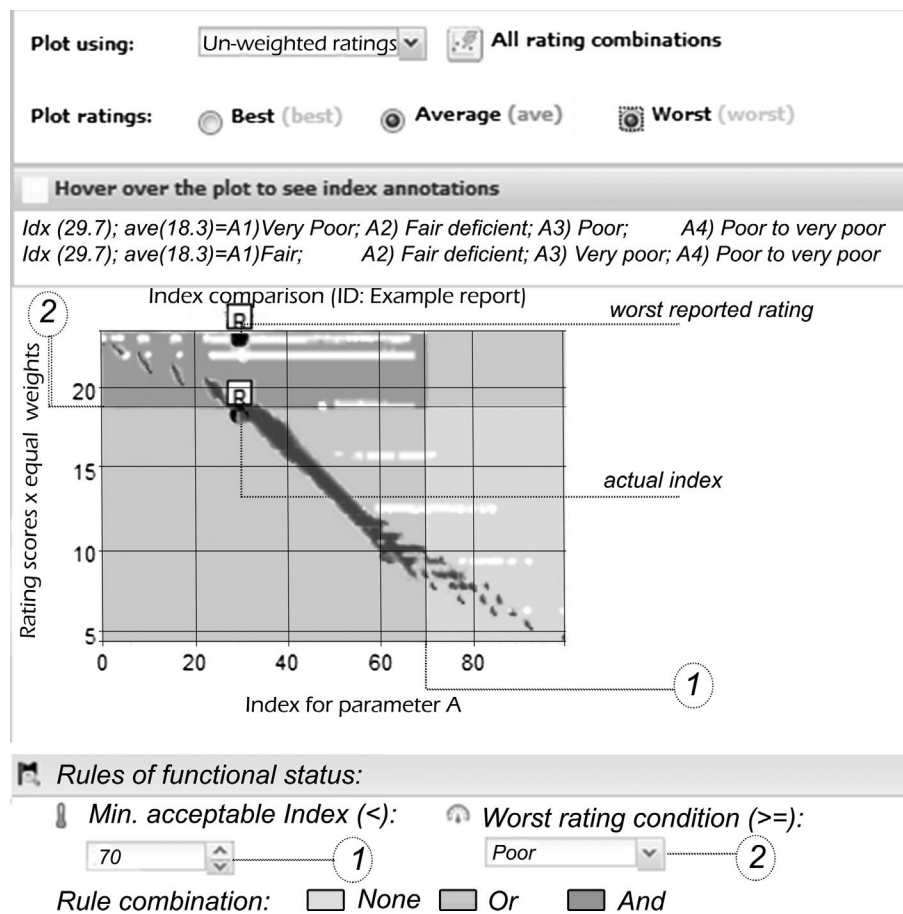 Plot using: Un-weighted ratings All rating combinations
Plot ratings: Best (best) Average (ave) Worst (worst)
Hover over the plot to see index annotations
Idx (29.7); ave(18.3)=A1)Very Poor; A2) Fair deficient; A3) Poor; A4) Poor to very poor
Idx (29.7); ave(18.3)=A1)Fair; A2) Fair deficient; A3) Very poor; A4) Poor to very poor
Index comparison (ID: Example report)
2
worst reported rating
R
R
Rating scores x equal weights
20
15
10
5
actual index
0 20 40 60 80
1
Index for parameter A
Rules of functional status:
Min. acceptable Index (<): Worst rating condition (>=):
70 1 Poor 2
Rule combination: None Or And